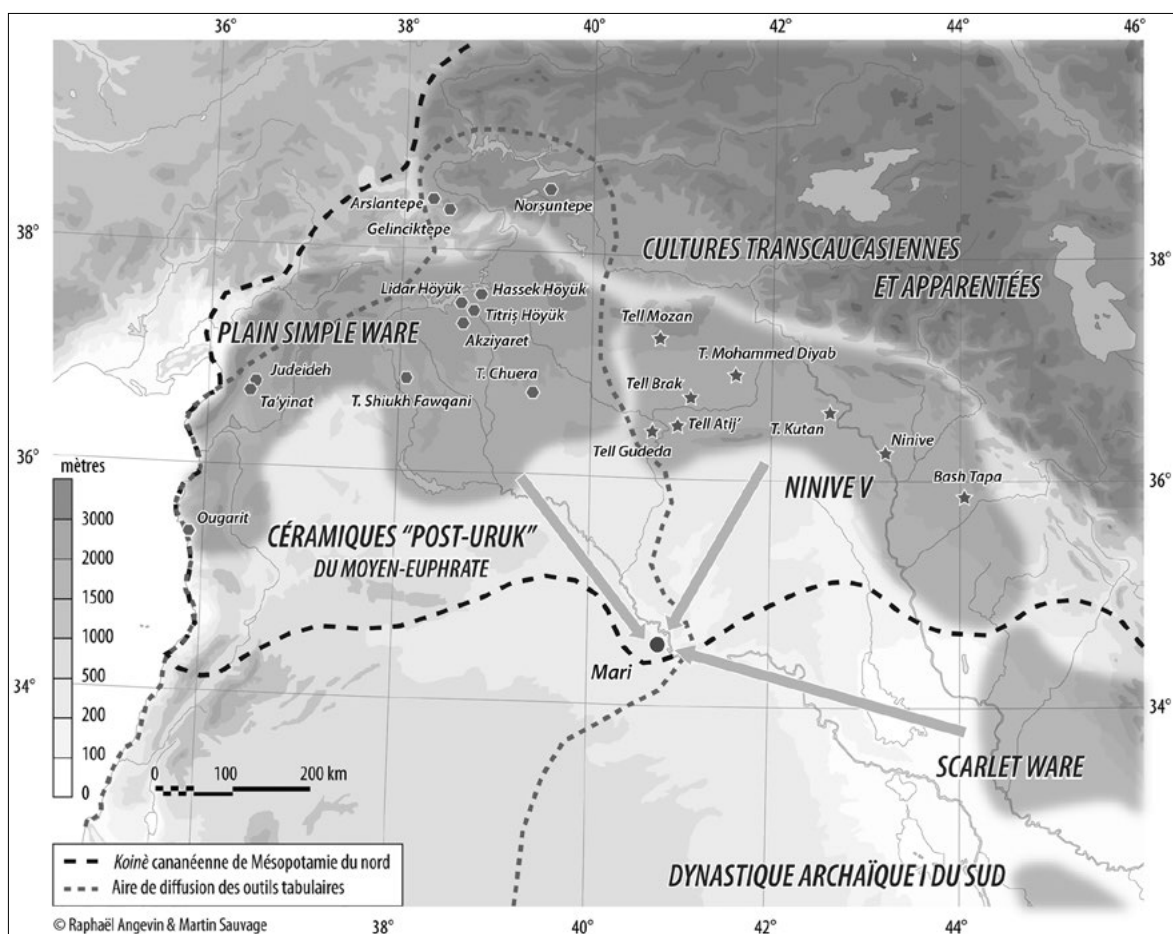 36°
38°
40°
42°
44°
46°
Arslantepe
Norşuntepe
Gelinciktepe
38°
38°
CULTURES TRANSCAUCASIENNES
ET APPARENTÉES
Lidar Höyük
Hassek Höyük
Titriş Höyük
Akziyaret
PLAIN SIMPLE WARE
Tell Mozan
T. Mohammed Diyab
Judeideh
Ta'yinat
T. Shiukh Fawqani
T. Chuera
Tell Brak
Tell Atij'
T. Kutan
Tell Gudeda
Ninive
36°
36°
Bash Tapa
NINIVE V
mètres
3000
2000
1500
1000
500
200
100
0
Ougarit
CÉRAMIQUES "POST-URUK"
DU MOYEN-EUPHRATE
Mari
34°
34°
SCARLET WARE
0 100 200 km
DYNASTIQUE ARCHAÏQUE I DU SUD
Koinè cananéenne de Mésopotamie du nord
Aire de diffusion des outils tabulaires
© Raphaël Angevin & Martin Sauvage
38°
40°
42°
44°